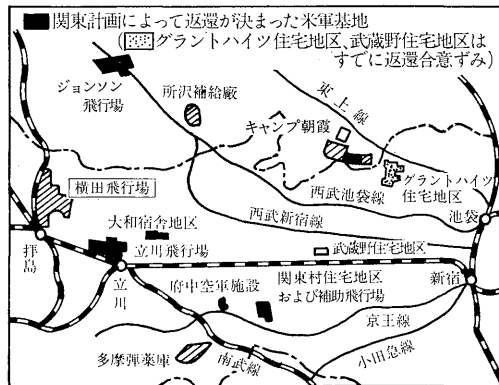 関東計画によって返還が決まった米軍基地
(グラントハイツ住宅地区、武蔵野住宅地区は
すでに返還合意ずみ)
ジョンソン
飛行場
所沢補給廠
東上線
キャンプ朝霞
グラントハイツ
住宅地区
横田飛行場
西武池袋線
池袋
西武新宿線
大和宿舎地区
立川飛行場
武蔵野住宅地区
拝島
立川
府中空軍施設
関東村住宅地区
および補助飛行場
新宿
京王線
多摩弾薬庫
南武線
小田急線